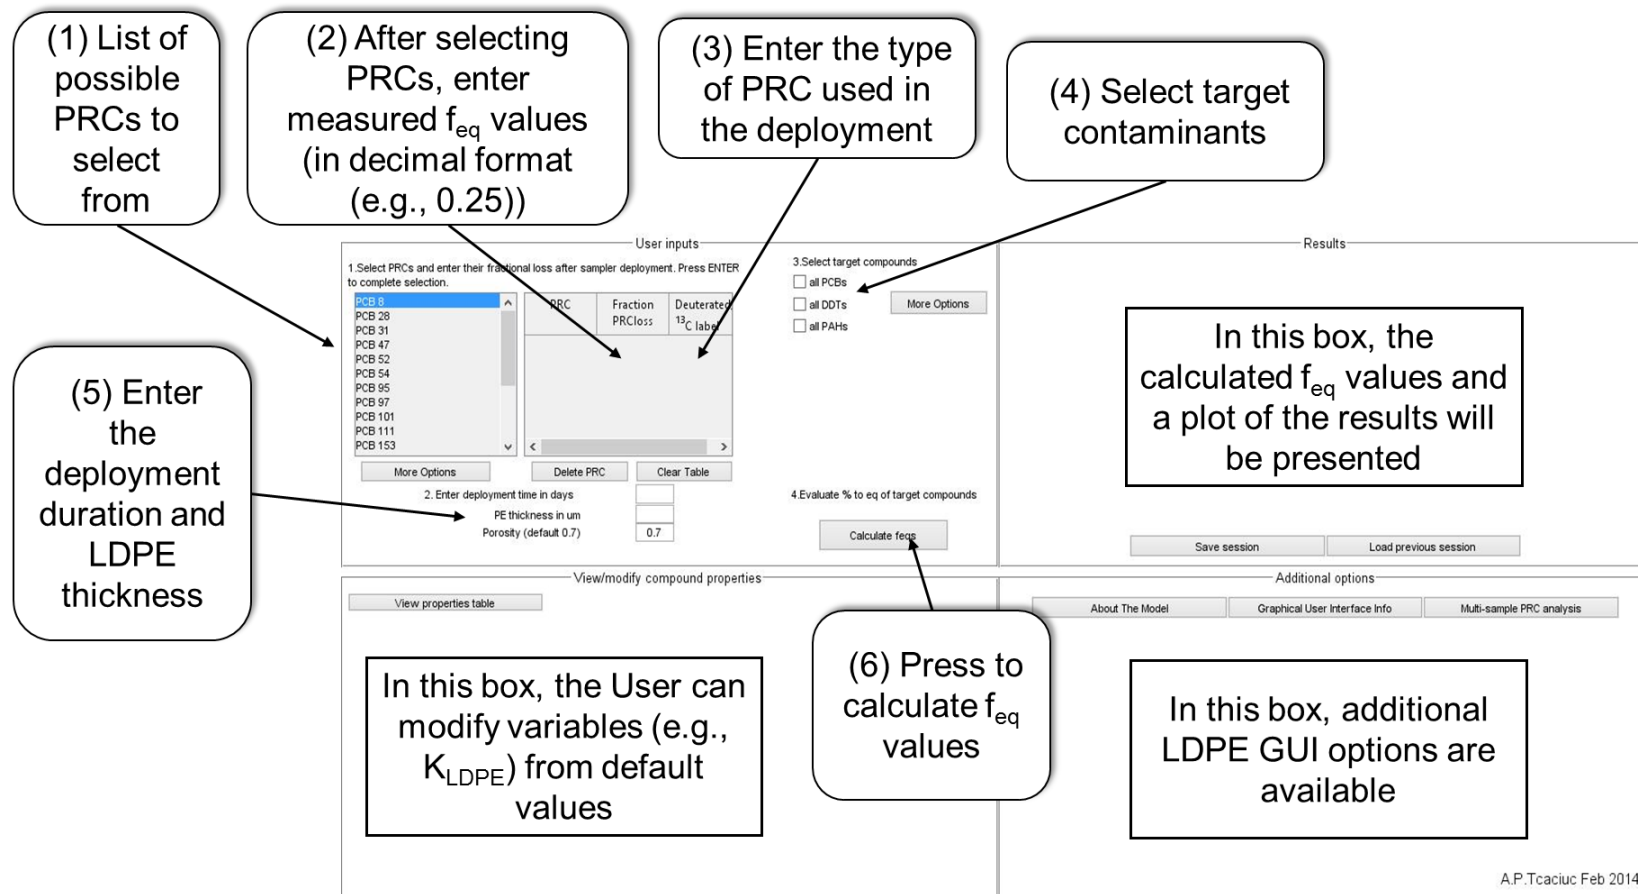 (1) List of
possible
PRCs to
select
from
(2) After selecting
PRCs, enter
measured feq values
(in decimal format
(e.g., 0.25))
(3) Enter the type
of PRC used in
the deployment
(4) Select target
contaminants
User inputs
1.Select PRCs and enter their fractional loss after sampler deployment. Press ENTER
to complete selection.
PCB 8
PCB 28
PCB 31
PCB 47
PCB 52
PCB 54
PCB 95
PCB 97
PCB 101
PCB 111
PCB 153
More Options
PRC
Fraction
PRCloss
Deuterated
13C label
Delete PRC
Clear Table
2. Enter deployment time in days
PE thickness in um
Porosity (default 0.7)
0.7
3.Select target compounds
all PCBs
all DDTs
all PAHs
More Options
4.Evaluate % to eq of target compounds
Calculate feqs
Results
In this box, the
calculated feq values and
a plot of the results will
be presented
Save session
Load previous session
(5) Enter
the
deployment
duration and
LDPE
thickness
View/modify compound properties
View properties table
In this box, the User can
modify variables (e.g.,
KLDPE) from default
values
(6) Press to
calculate feq
values
Additional options
About The Model
Graphical User Interface Info
Multi-sample PRC analysis
In this box, additional
LDPE GUI options are
available
A.P.Tcaciuc Feb 2014